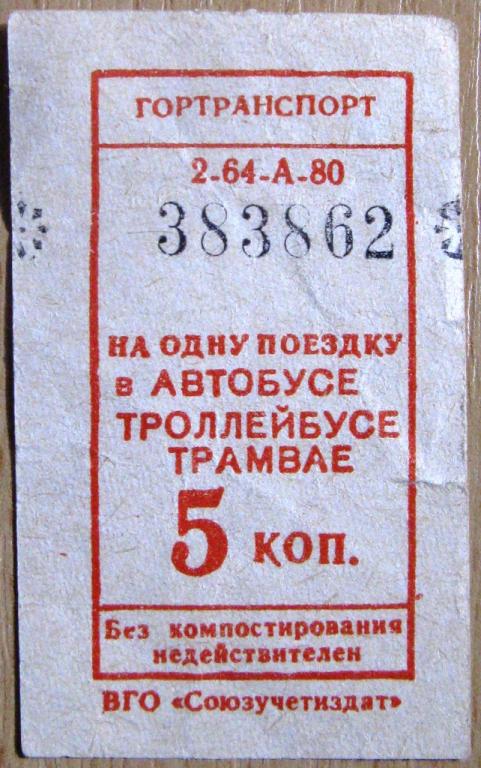 ГОРТРАНСПОРТ
2-64-А-80
383862
НА ОДНУ ПОЕЗДКУ
в АВТОБУСЕ
ТРОЛЛЕЙБУСЕ
ТРАМВАЕ
5 КОП.
Без компостирования
недействителен
ВГО «Союзучетиздат»